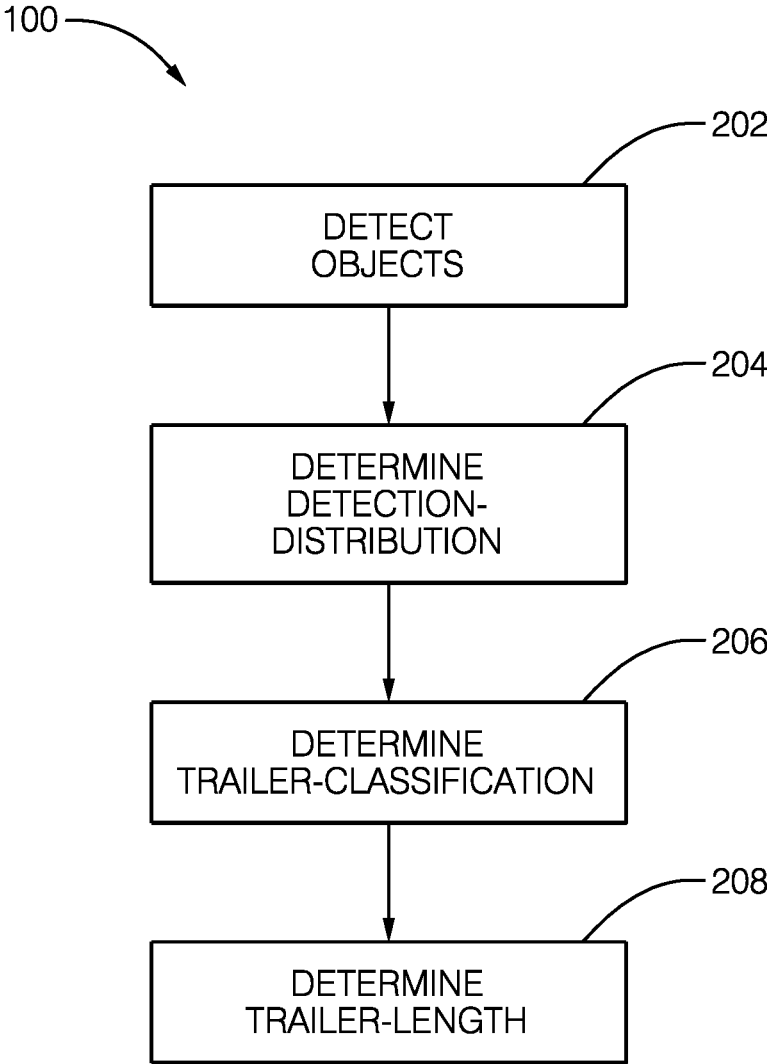 100
202
DETECT
OBJECTS
204
DETERMINE
DETECTION-
DISTRIBUTION
206
DETERMINE
TRAILER-CLASSIFICATION
208
DETERMINE
TRAILER-LENGTH